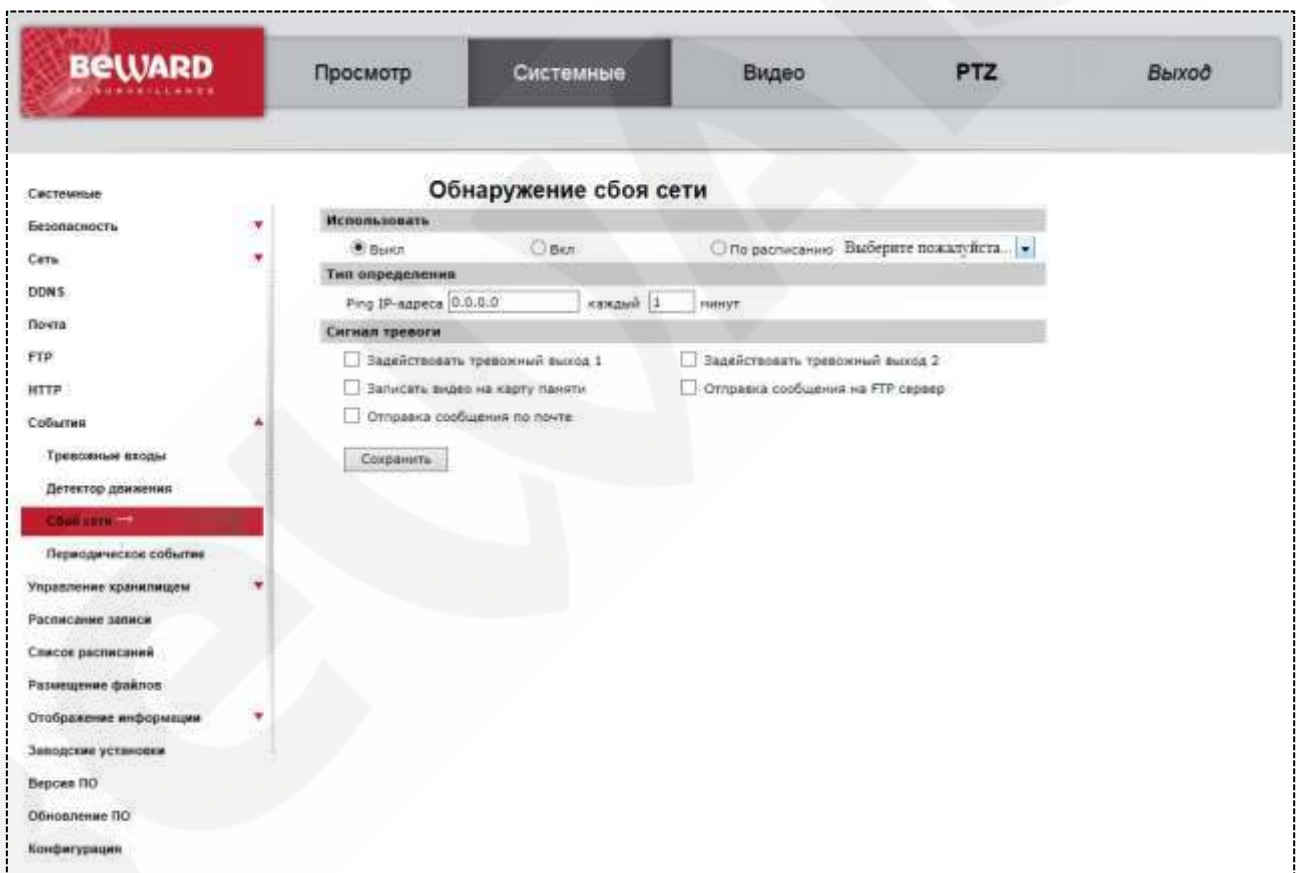 BEWARD
IP SURVEILLANCE
Просмотр
Системные
Видео
PTZ
Выход
Системные
Безопасность
Сеть
DDNS
Почта
FTP
HTTP
События
Тревожные входы
Детектор движения
Сбой сети →
Периодическое событие
Управление хранилищем
Расписание записи
Список расписаний
Размещение файлов
Отображение информации
Заводские установки
Версия ПО
Обновление ПО
Конфигурация
Обнаружение сбоя сети
Использовать
Выкл Вкл По расписанию Выберите пожалуйста...
Тип определения
Ping IP-адреса 0.0.0.0 каждый 1 минут
Сигнал тревоги
Задействовать тревожный выход 1 Задействовать тревожный выход 2
Записать видео на карту памяти Отправка сообщения на FTP сервер
Отправка сообщения по почте
Сохранить